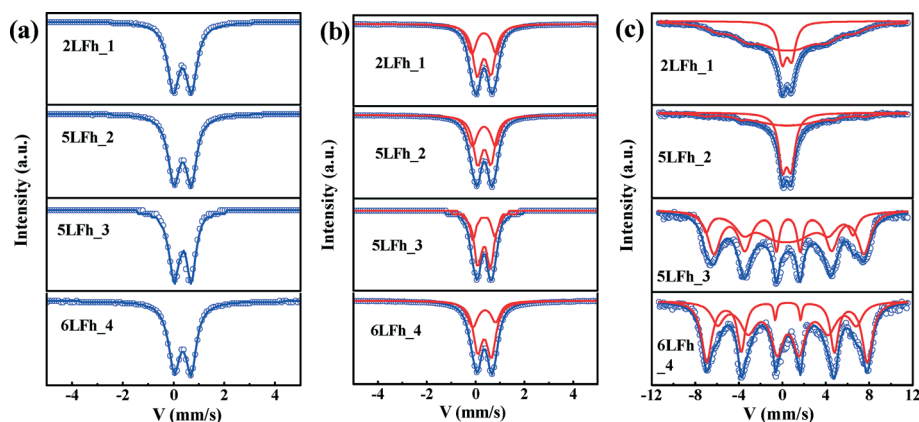 (a)
2LFh_1
5LFh_2
5LFh_3
6LFh_4
Intensity (a.u.)
-4 -2 0 2 4
V (mm/s)
(b)
2LFh_1
5LFh_2
5LFh_3
6LFh_4
Intensity (a.u.)
-4 -2 0 2 4
V (mm/s)
(c)
2LFh_1
5LFh_2
5LFh_3
6LFh
_4
Intensity (a.u.)
-12 -8 -4 0 4 8 12
V (mm/s)